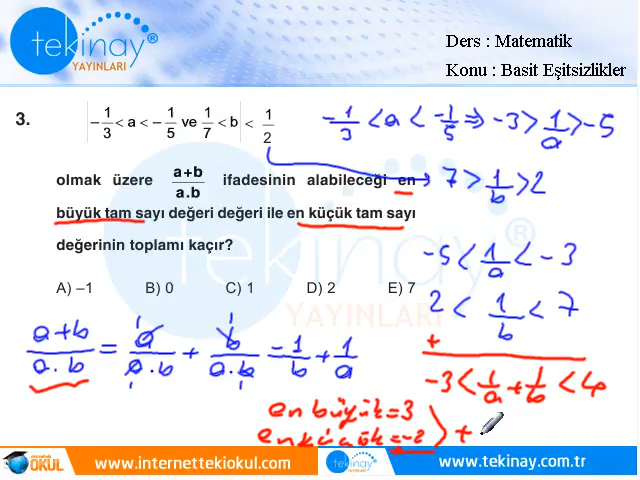 tekinay®
YAYINLARI
Ders : Matematik
Konu : Basit Eşitsizlikler
3. | -1/3 < a < -1/5 ve 1/7 < b | < 1/2
-1/3 < a < -1/5 ⇒ -3 > 1/a > -5
7 > 1/b > 2
olmak üzere a+b/a.b ifadesinin alabileceği en
büyük tam sayı değeri değeri ile en küçük tam sayı
değerinin toplamı kaçır?
-5 < 1/a < -3
A) –1 B) 0 C) 1 D) 2 E) 7
2 < 1/b < 7
+
tekinay
YAYINLARI
a+b/a.b = a/a.b + b/a.b = 1/b + 1/a
-3 < 1/a + 1/b < 4
en büyük = 3
en küçük = -2
+
OKUL
www.internettekiokul.com
tekinay
YAYINLARI
www.tekinay.com.tr